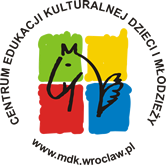 CENTRUM EDUKACJI KULTURALNEJ DZIECI I MŁODZIEŻY
www.mdk.wroclaw.pl